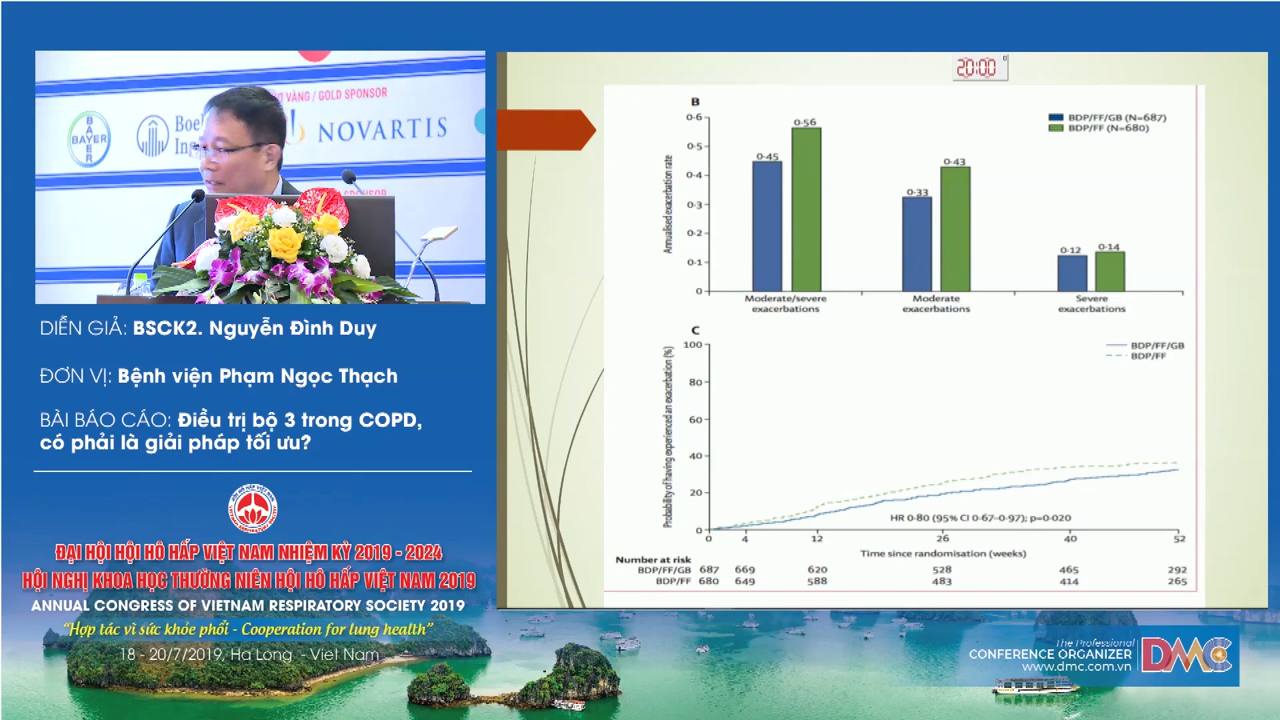 VÀNG / GOLD SPONSOR
BAYER
BAYER
NOVARTIS
SPONSOR
DIỄN GIẢ: BSCK2. Nguyễn Đình Duy
ĐƠN VỊ: Bệnh viện Phạm Ngọc Thạch
BÀI BÁO CÁO: Điều trị bộ 3 trong COPD,
có phải là giải pháp tối ưu?
ĐẠI HỘI HỘI HÔ HẤP VIỆT NAM NHIỆM KỲ 2019 - 2024
HỘI NGHỊ KHOA HỌC THƯỜNG NIÊN HỘI HÔ HẤP VIỆT NAM 2019
ANNUAL CONGRESS OF VIETNAM RESPIRATORY SOCIETY 2019
“Hợp tác vì sức khỏe phổi - Cooperation for lung health”
18 - 20/7/2019, Ha Long - Viet Nam
20:00
B
BDP/FF/GB (N=687)
BDP/FF (N=680)
Annualised exacerbation rate
0·6
0·5
0·4
0·3
0·2
0·1
0
0·45
0·56
0·33
0·43
0·12
0·14
Moderate/severe
exacerbations
Moderate
exacerbations
Severe
exacerbations
C
BDP/FF/GB
BDP/FF
Probability of having experienced an exacerbation (%)
100
80
60
40
20
0
HR 0·80 (95% CI 0·67–0·97); p=0·020
0 4 12 26 40 52
Time since randomisation (weeks)
Number at risk
BDP/FF/GB 687 669 620 528 465 292
BDP/FF 680 649 588 483 414 265
The Professional
CONFERENCE ORGANIZER
www.dmc.com.vn
DMC